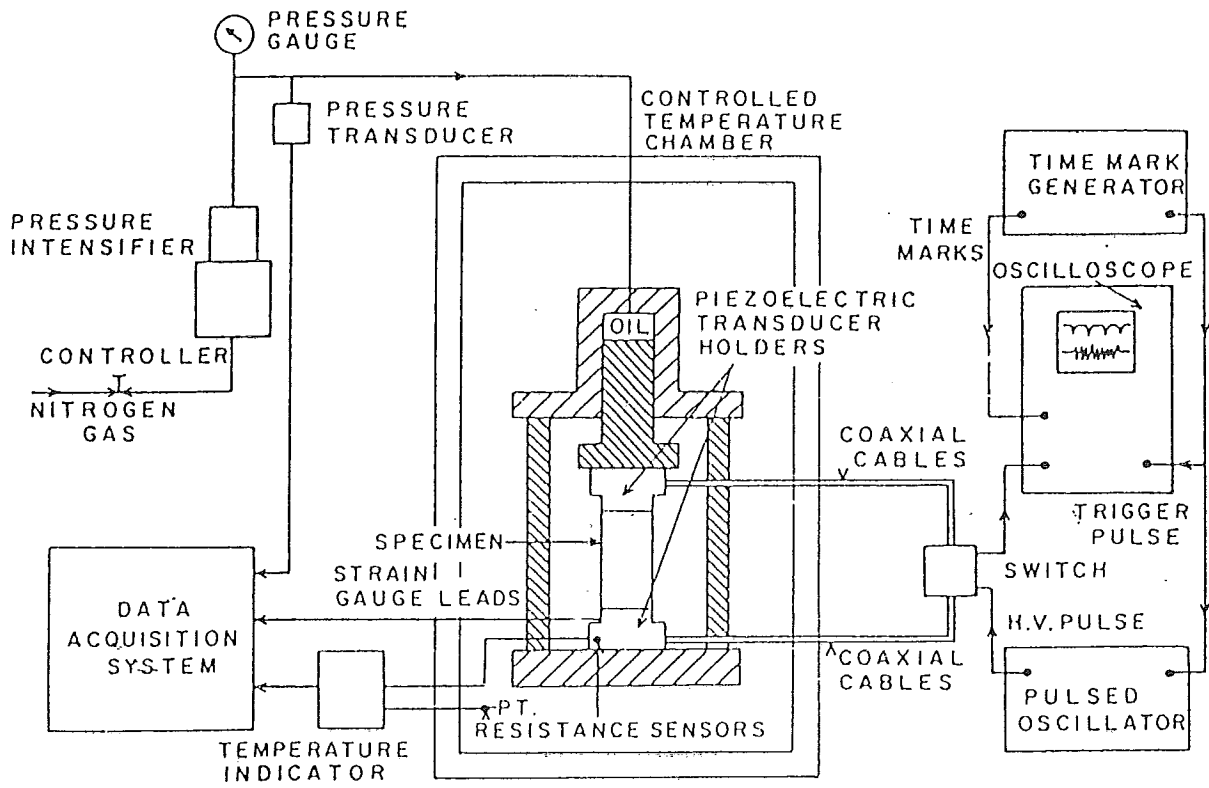 PRESSURE
GAUGE
PRESSURE
TRANSDUCER
CONTROLLED
TEMPERATURE
CHAMBER
TIME MARK
GENERATOR
PRESSURE
INTENSIFIER
TIME
MARKS
OSCILLOSCOPE
PIEZOELECTRIC
TRANSDUCER
HOLDERS
OIL
CONTROLLER
NITROGEN
GAS
COAXIAL
CABLES
TRIGGER
PULSE
SPECIMEN
STRAIN
GAUGE LEADS
SWITCH
DATA
ACQUISITION
SYSTEM
H.V. PULSE
COAXIAL
CABLES
PULSED
OSCILLATOR
PT.
RESISTANCE SENSORS
TEMPERATURE
INDICATOR